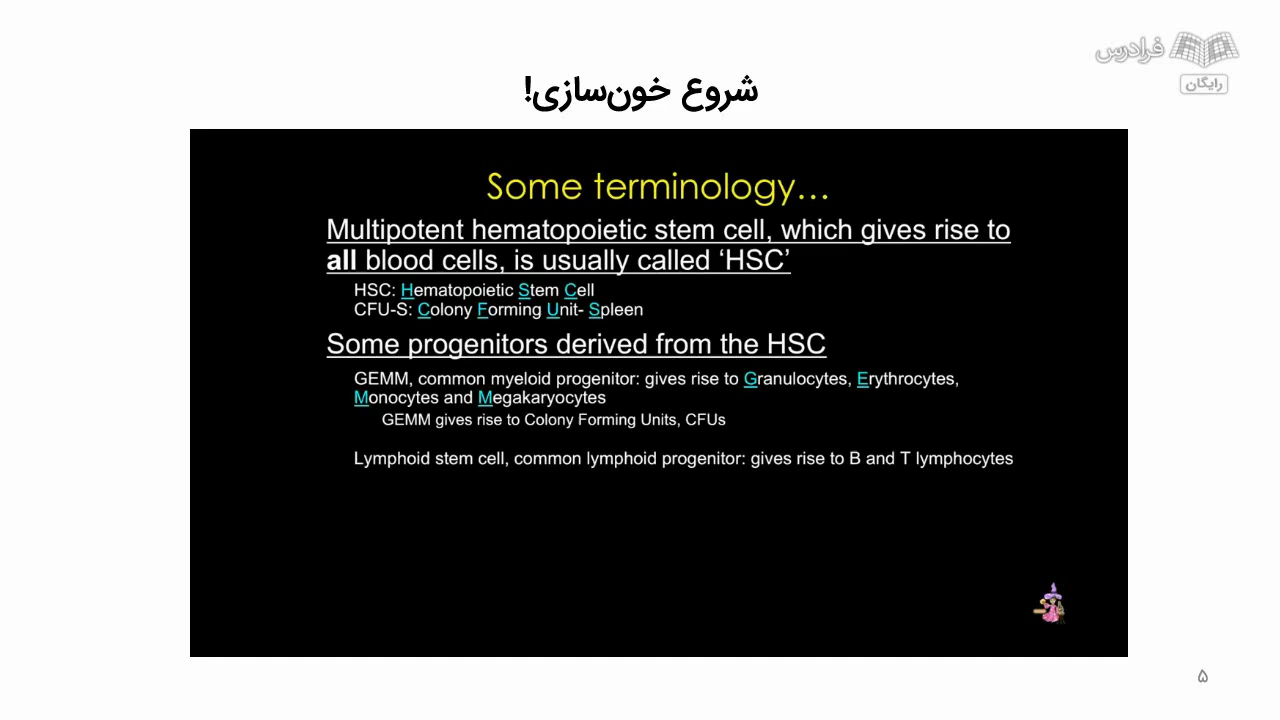 فرادرس
رایگان
شروع خون‌سازی!
Some terminology…
Multipotent hematopoietic stem cell, which gives rise to
all blood cells, is usually called ‘HSC’
HSC: Hematopoietic Stem Cell
CFU-S: Colony Forming Unit- Spleen
Some progenitors derived from the HSC
GEMM, common myeloid progenitor: gives rise to Granulocytes, Erythrocytes,
Monocytes and Megakaryocytes
GEMM gives rise to Colony Forming Units, CFUs
Lymphoid stem cell, common lymphoid progenitor: gives rise to B and T lymphocytes
۵